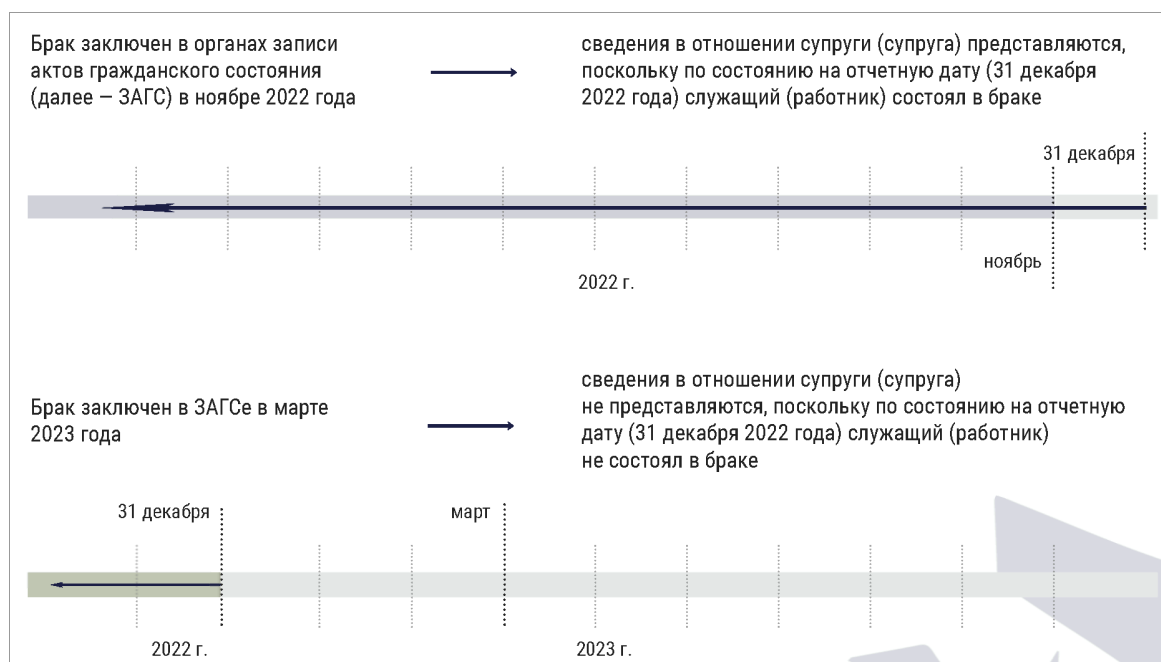 Брак заключен в органах записи
актов гражданского состояния
(далее — ЗАГС) в ноябре 2022 года
сведения в отношении супруги (супруга) представляются,
поскольку по состоянию на отчетную дату (31 декабря
2022 года) служащий (работник) состоял в браке
31 декабря
ноябрь
2022 г.
Брак заключен в ЗАГСе в марте
2023 года
сведения в отношении супруги (супруга)
не представляются, поскольку по состоянию на отчетную
дату (31 декабря 2022 года) служащий (работник)
не состоял в браке
31 декабря
март
2022 г.
2023 г.